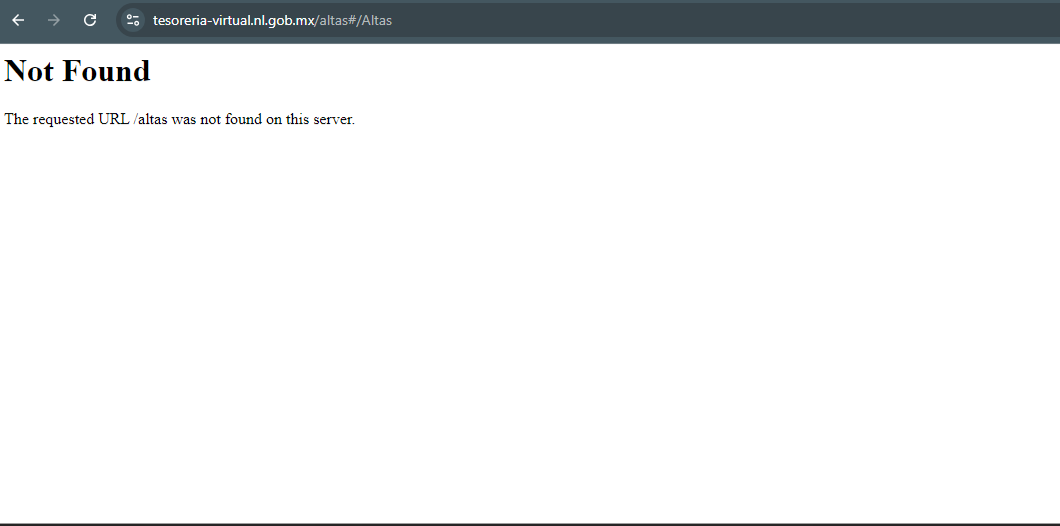 tesoreria-virtual.nl.gob.mx/altas#/Altas
Not Found
The requested URL /altas was not found on this server.